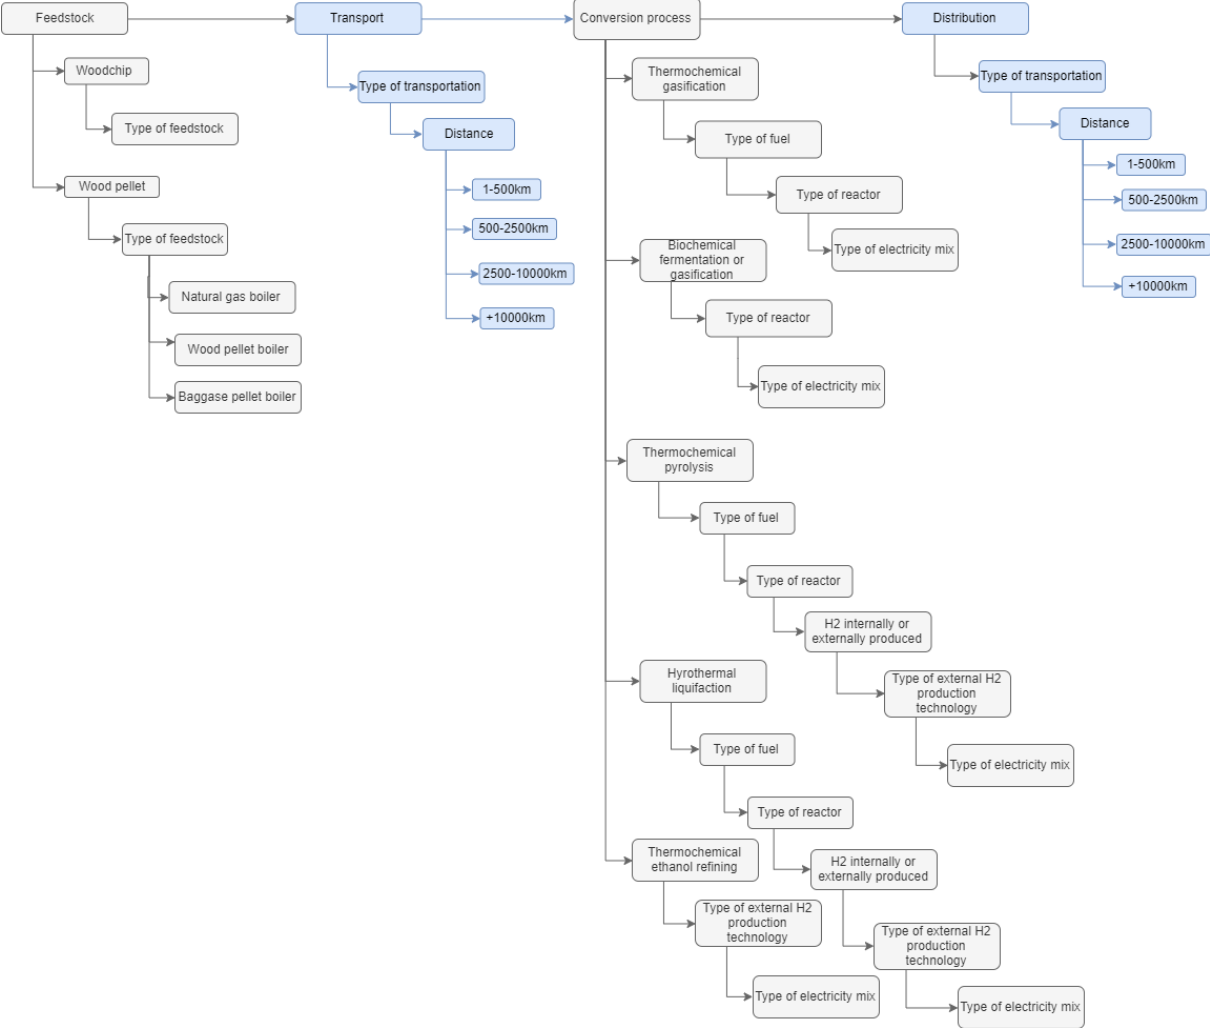 Feedstock
Transport
Conversion process
Distribution
Woodchip
Type of feedstock
Wood pellet
Type of feedstock
Natural gas boiler
Wood pellet boiler
Baggase pellet boiler
Type of transportation
Distance
1-500km
500-2500km
2500-10000km
+10000km
Thermochemical
gasification
Type of fuel
Type of reactor
Type of electricity mix
Biochemical
fermentation or
gasification
Type of reactor
Type of electricity mix
Thermochemical
pyrolysis
Type of fuel
Type of reactor
H2 internally or
externally produced
Type of external H2
production
technology
Type of electricity mix
Hyrothermal
liquifaction
Type of fuel
Type of reactor
H2 internally or
externally produced
Type of external H2
production
technology
Type of electricity mix
Thermochemical
ethanol refining
Type of external H2
production
technology
Type of electricity mix
Type of transportation
Distance
1-500km
500-2500km
2500-10000km
+10000km